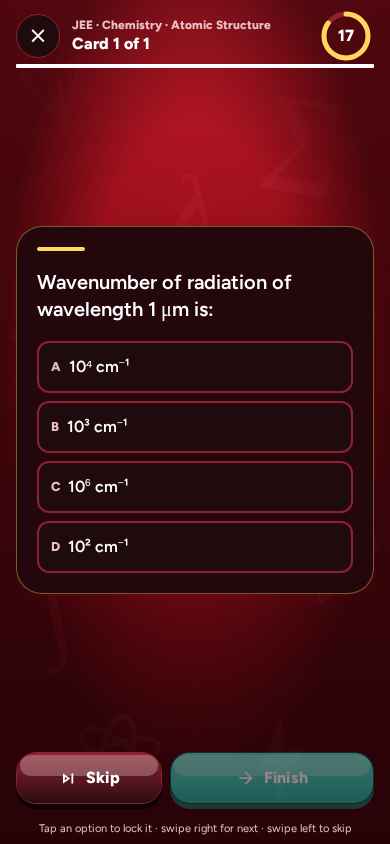 JEE · Chemistry · Atomic Structure
Card 1 of 1
17
Wavenumber of radiation of
wavelength 1 μm is:
A 10⁴ cm⁻¹
B 10³ cm⁻¹
C 10⁶ cm⁻¹
D 10² cm⁻¹
Skip
Finish
Tap an option to lock it · swipe right for next · swipe left to skip